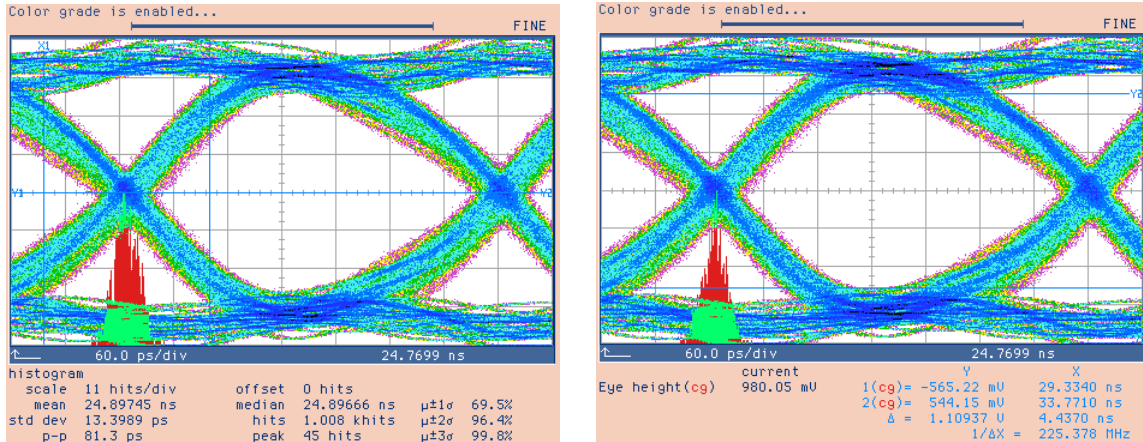 Color grade is enabled...
FINE
X1
Y1
Y2
60.0 ps/div 24.7699 ns
histogram
scale 11 hits/div offset 0 hits
mean 24.89745 ns median 24.89666 ns µ±1σ 69.5%
std dev 13.3984 ps hits 1.008 khits µ±2σ 96.4%
p-p 81.3 ps peak 45 hits µ±3σ 99.8%
Color grade is enabled...
FINE
Y2
60.0 ps/div 24.7699 ns
current Y X
Eye height(cg) 980.05 mV 1(cg)= -565.22 mV 29.3340 ns
2(cg)= 544.15 mV 33.7710 ns
Δ = 1.10937 V 4.4370 ns
1/ΔX = 225.378 MHz